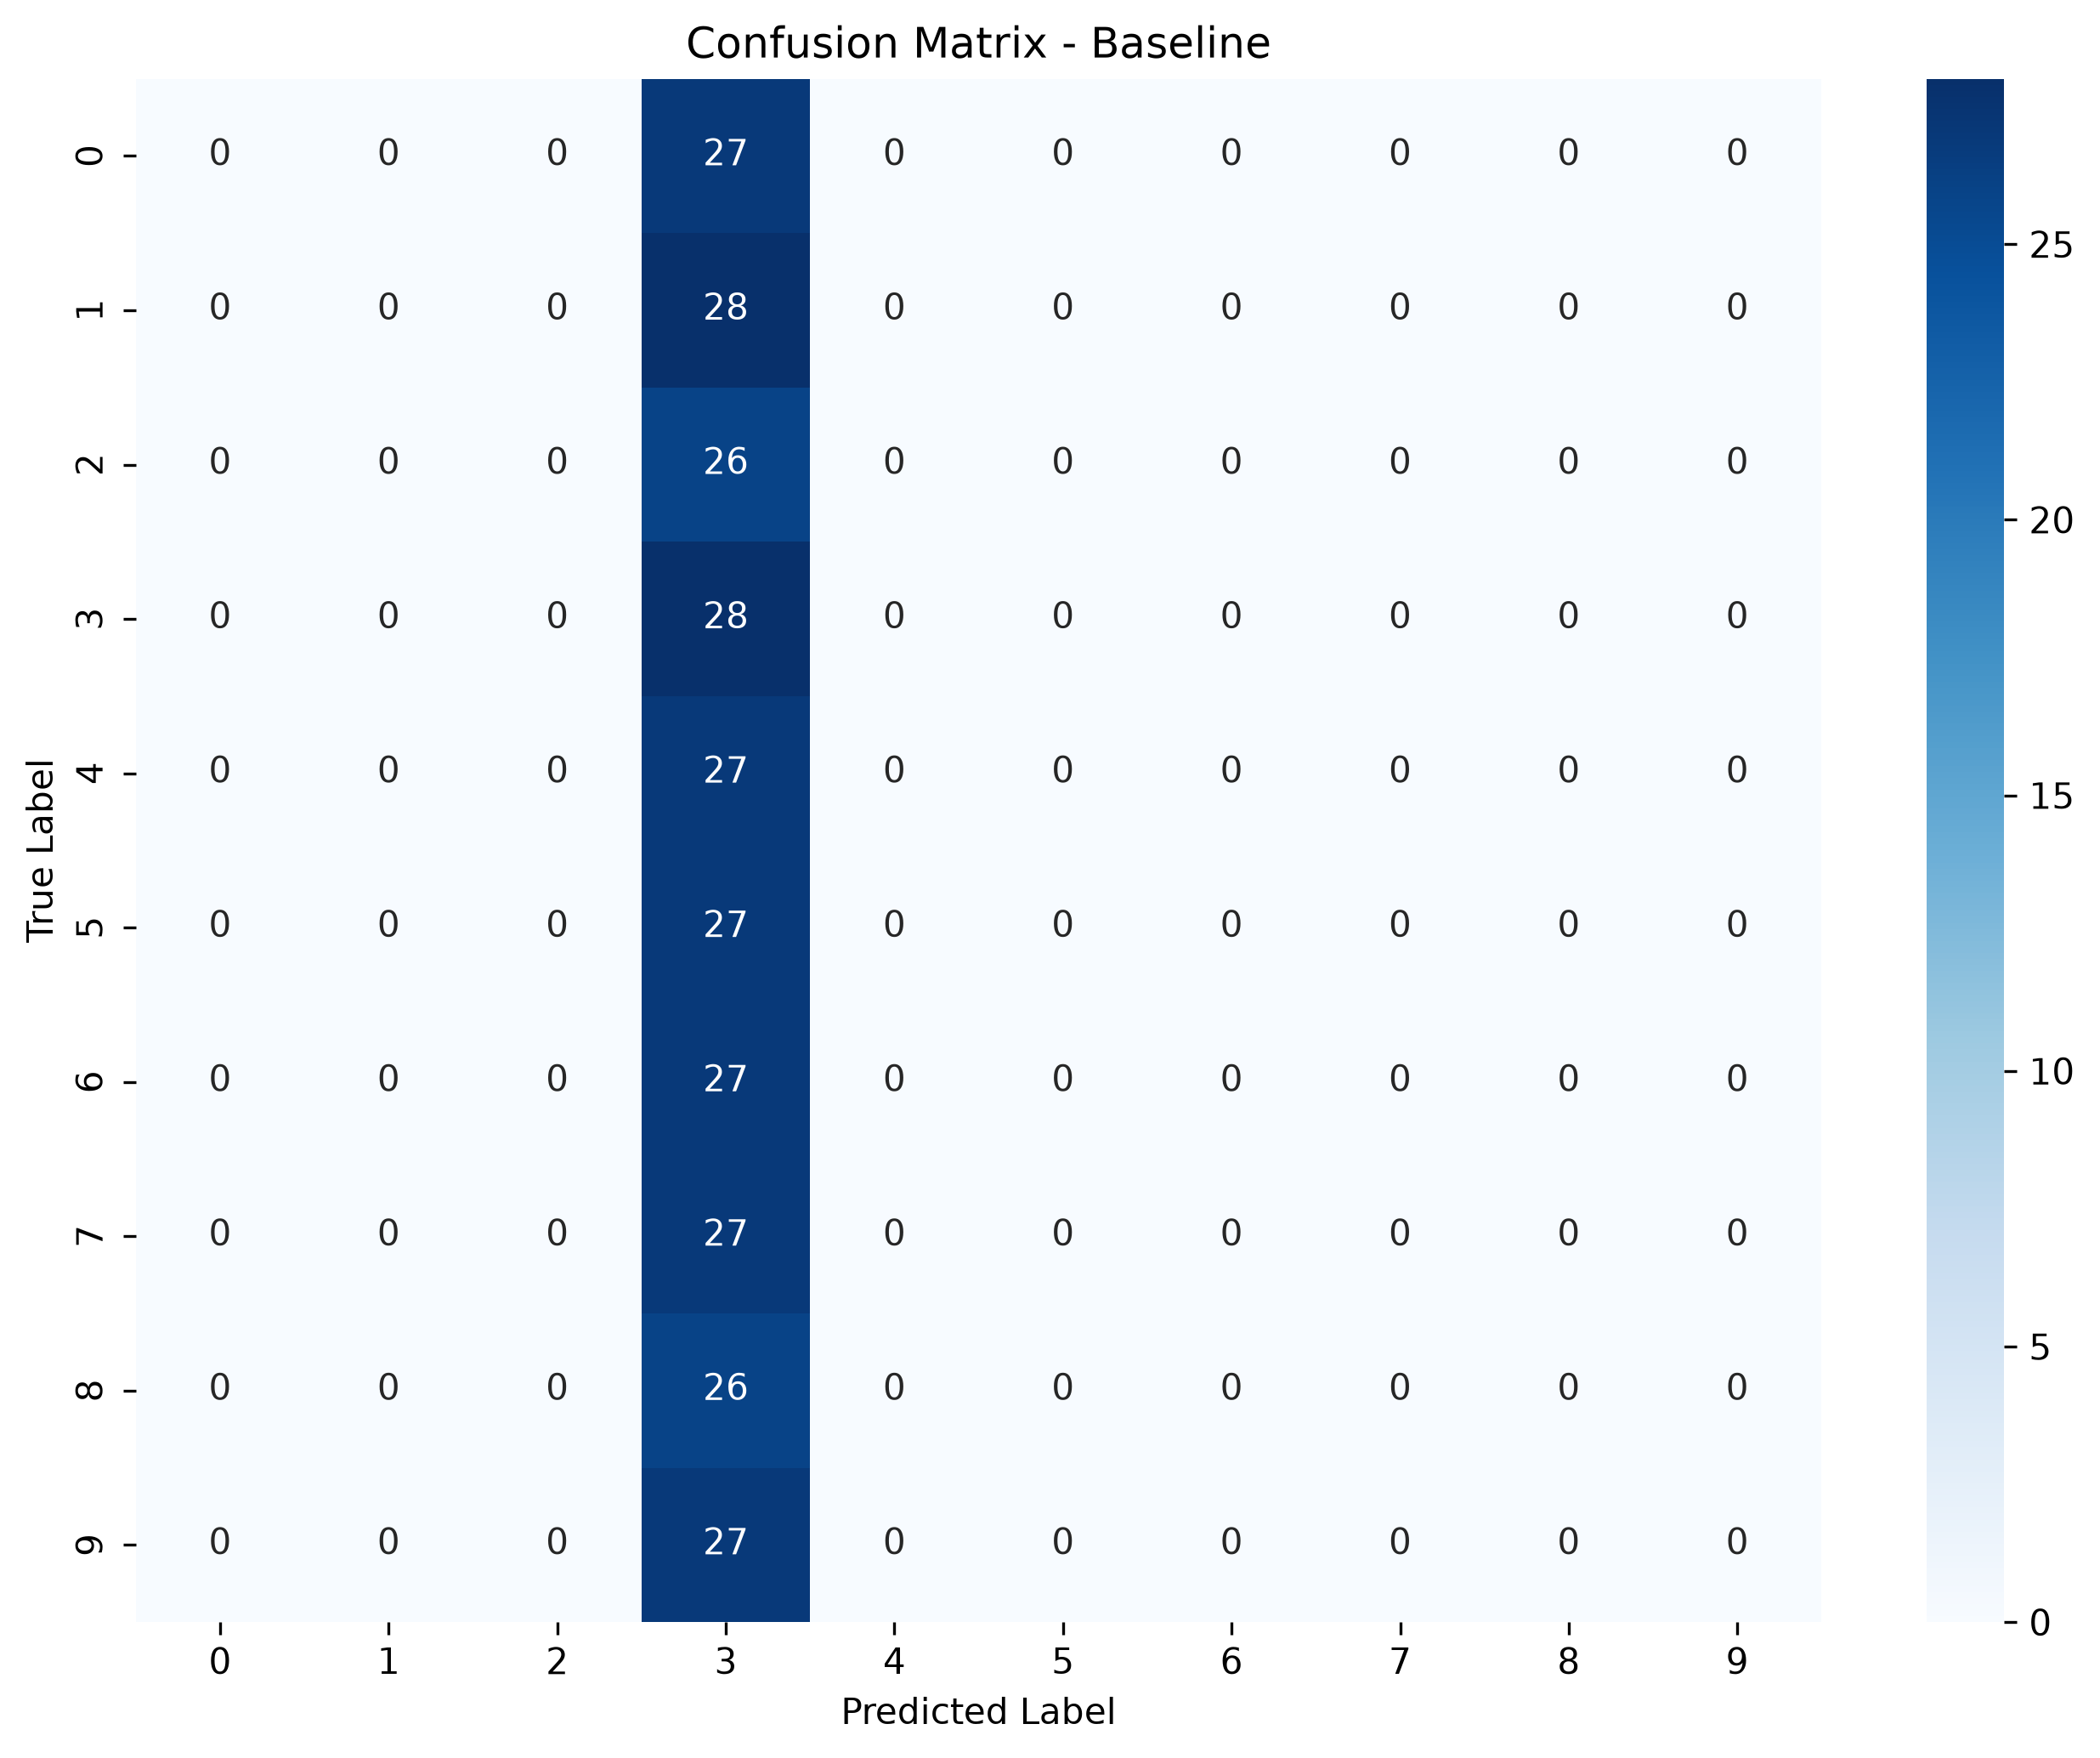 Confusion Matrix - Baseline
0 0 0 0 27 0 0 0 0 0 0
1 0 0 0 28 0 0 0 0 0 0
25
2 0 0 0 26 0 0 0 0 0 0
20
3 0 0 0 28 0 0 0 0 0 0
4 0 0 0 27 0 0 0 0 0 0
15
True Label
5 0 0 0 27 0 0 0 0 0 0
6 0 0 0 27 0 0 0 0 0 0
10
7 0 0 0 27 0 0 0 0 0 0
5
8 0 0 0 26 0 0 0 0 0 0
9 0 0 0 27 0 0 0 0 0 0
0
0 1 2 3 4 5 6 7 8 9
Predicted Label